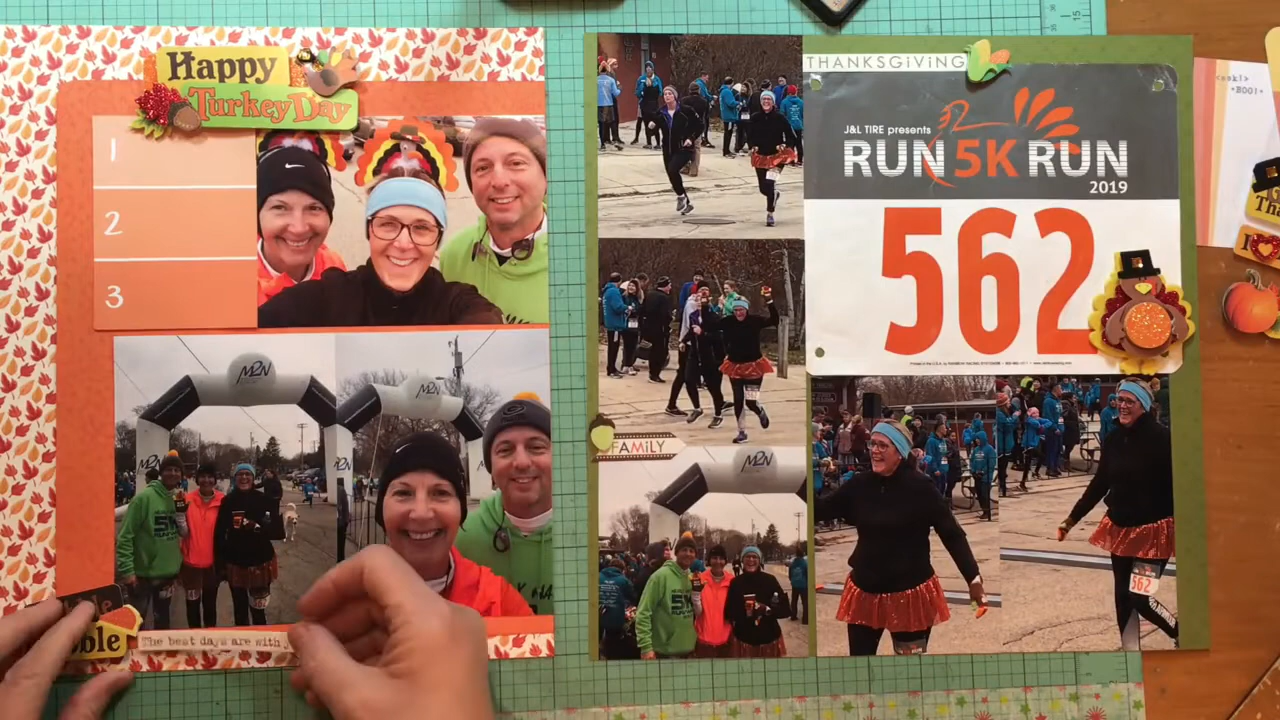 Happy
Turkey Day
1
2
3
M2N
M2N
ble
The best days are with
THANKSGiViNG
J&L TIRE presents
RUN 5K RUN
2019
562
FAMiLY
M2N
562
BOO!